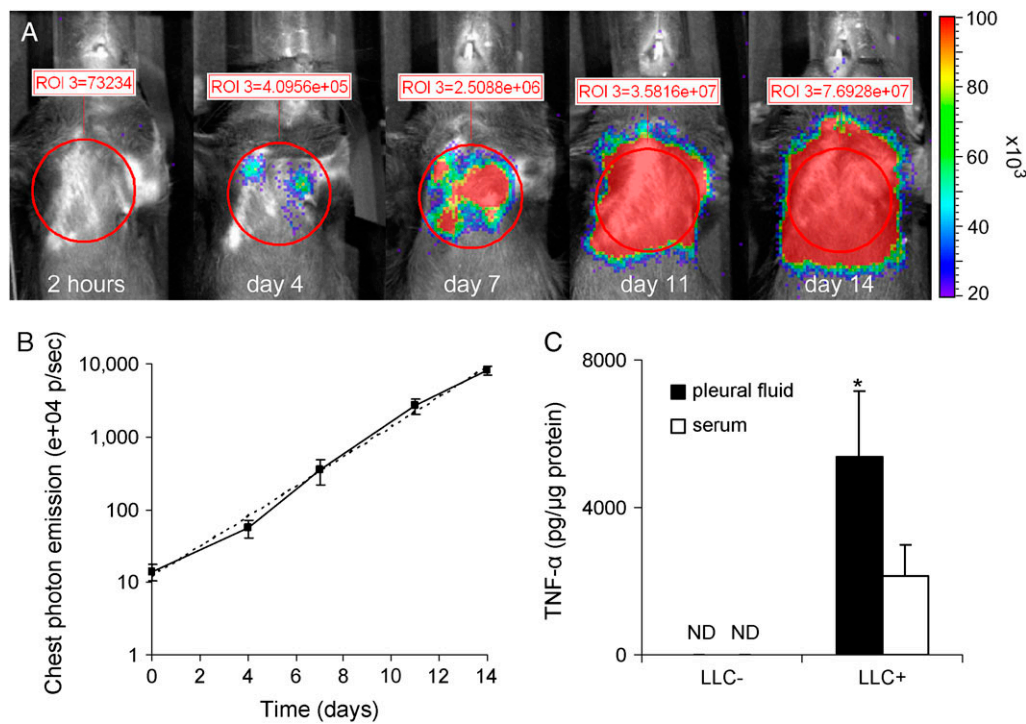 A
ROI 3=73234
ROI 3=4.0956e+05
ROI 3=2.5088e+06
ROI 3=3.5816e+07
ROI 3=7.6928e+07
2 hours
day 4
day 7
day 11
day 14
100
80
60
40
20
x10³
B
Chest photon emission (e+04 p/sec)
10,000
1,000
100
10
1
0 2 4 6 8 10 12 14
Time (days)
C
TNF-α (pg/µg protein)
8000
4000
0
pleural fluid
serum
*
ND ND
LLC- LLC+